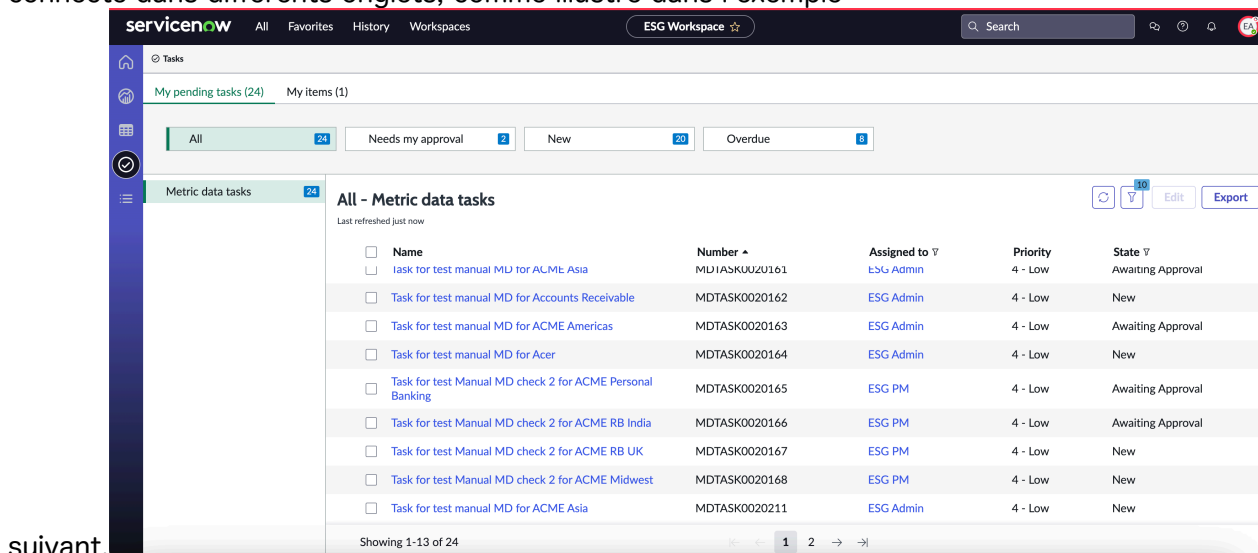 connecté dans différents onglets, comme illustré dans l'exemple
servicenow All Favorites History Workspaces ESG Workspace ☆ Search EA
Tasks
My pending tasks (24) My items (1)
All 24 Needs my approval 2 New 20 Overdue 8
Metric data tasks 24
All - Metric data tasks 10 Edit Export
Last refreshed just now
Name Number Assigned to Priority State
Task for test manual MD for ACME Asia MDTASK0020161 ESG Admin 4 - Low Awaiting Approval
Task for test manual MD for Accounts Receivable MDTASK0020162 ESG Admin 4 - Low New
Task for test manual MD for ACME Americas MDTASK0020163 ESG Admin 4 - Low Awaiting Approval
Task for test manual MD for Acer MDTASK0020164 ESG Admin 4 - Low New
Task for test Manual MD check 2 for ACME Personal
Banking MDTASK0020165 ESG PM 4 - Low Awaiting Approval
Task for test Manual MD check 2 for ACME RB India MDTASK0020166 ESG PM 4 - Low Awaiting Approval
Task for test Manual MD check 2 for ACME RB UK MDTASK0020167 ESG PM 4 - Low New
Task for test Manual MD check 2 for ACME Midwest MDTASK0020168 ESG PM 4 - Low New
Task for test manual MD for ACME Asia MDTASK0020211 ESG Admin 4 - Low New
Showing 1-13 of 24 1 2
suivant.